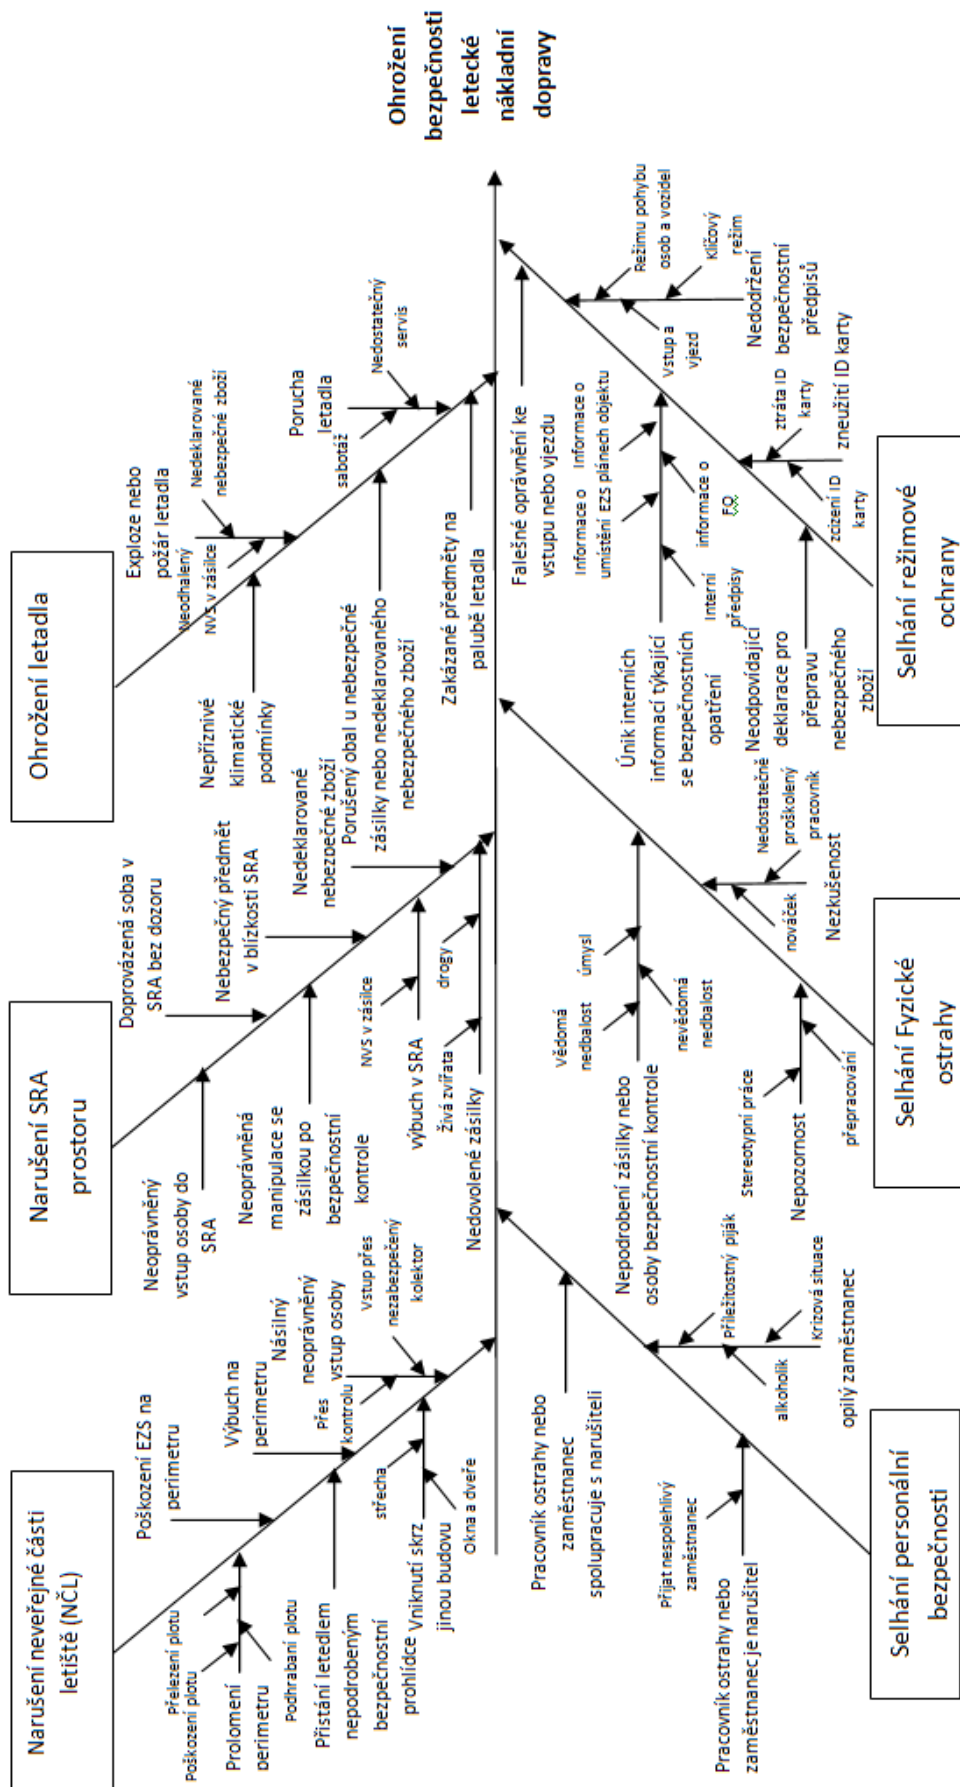 Ohrožení
bezpečnosti
letecké
nákladní
dopravy
Narušení neveřejné části
letiště (NČL)
Poškození EZS na
perimetru
Výbuch na
perimetru
Násilný
neoprávněný
vstup osoby
Přes
kontrolu
Vstup přes
nezabezpečený
kolektor
Přelezení plotu
Poškození plotu
Prolomení
perimetru
Podhrabaní plotu
Přistání letedlem
nepodrobeným
bezpečnostní
prohlídce
střecha
Vniknutí skrz
jinou budovu
Okna a dveře
Narušení SRA
prostoru
Doprovázená soba v
SRA bez dozoru
Nebezpečný předmět
v blízkosti SRA
Nedeklarované
nebezpečné zboží
Neoprávněný
vstup osoby do
SRA
Neoprávněná
manipulace se
zásilkou po
bezpečnostní
kontrole
NVS v zásilce
výbuch v SRA
drogy
Živá zvířata
Nedovolené zásilky
Ohrožení letadla
Exploze nebo
požár letadla
Neodhalený
NVS v zásilce
Nedeklarované
nebezpečné zboží
Porucha
letadla
sabotáž
Nedostatečný
servis
Nepříznivé
klimatické
podmínky
Porušený obal u nebezpečné
zásilky nebo nedeklarovaného
nebezpečného zboží
Zakázané předměty na
palubě letadla
Pracovník ostrahy nebo
zaměstnanec
spolupracuje s narušiteli
Příležitostný piják
Krizová situace
alkoholik
opilý zaměstnanec
Přijat nespolehlivý
zaměstnanec
Pracovník ostrahy nebo
zaměstnanec je narušitel
Selhání personální
bezpečnosti
Vědomá
nedbalost
úmysl
nevědomá
nedbalost
Nepodrobení zásilky nebo
osoby bezpečnostní kontrole
Nedostatečně
proškolený
pracovník
nováček
Nezkušenost
Stereotypní práce
Nepozornost
přepracování
Selhání Fyzické
ostrahy
Falešné oprávnění ke
vstupu nebo vjezdu
Režimu pohybu
osob a vozidel
Klíčový
režim
Vstup a
vjezd
Nedodržení
bezpečnostní
předpisů
Informace o
umístění EZS
Informace o
plánech objektu
Interní
předpisy
informace o
FO
Únik interních
informací týkající
se bezpečnostních
opatření
ztráta ID
karty
zcizení ID
karty
zneužití ID karty
Neodpovídající
deklarace pro
přepravu
nebezpečného
zboží
Selhání režimové
ochrany